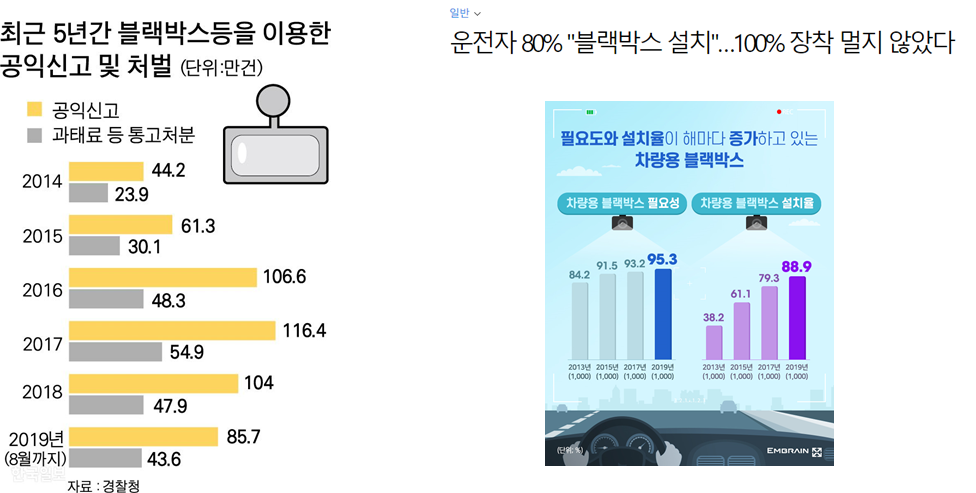 최근 5년간 블랙박스등을 이용한
공익신고 및 처벌 (단위:만건)
공익신고
과태료 등 통고처분
2014 44.2
23.9
2015 61.3
30.1
2016 106.6
48.3
2017 116.4
54.9
2018 104
47.9
2019년 85.7
(8월까지) 43.6
자료 : 경찰청
일반
운전자 80% "블랙박스 설치"…100% 장착 멀지 않았다
필요도와 설치율이 해마다 증가하고 있는
차량용 블랙박스
차량용 블랙박스 필요성
84.2 91.5 93.2 95.3
2013년 2015년 2017년 2019년
(1,000) (1,000) (1,000) (1,000)
차량용 블랙박스 설치율
38.2 61.1 79.3 88.9
2013년 2015년 2017년 2019년
(1,000) (1,000) (1,000) (1,000)
(단위: %)
EMBRAIN